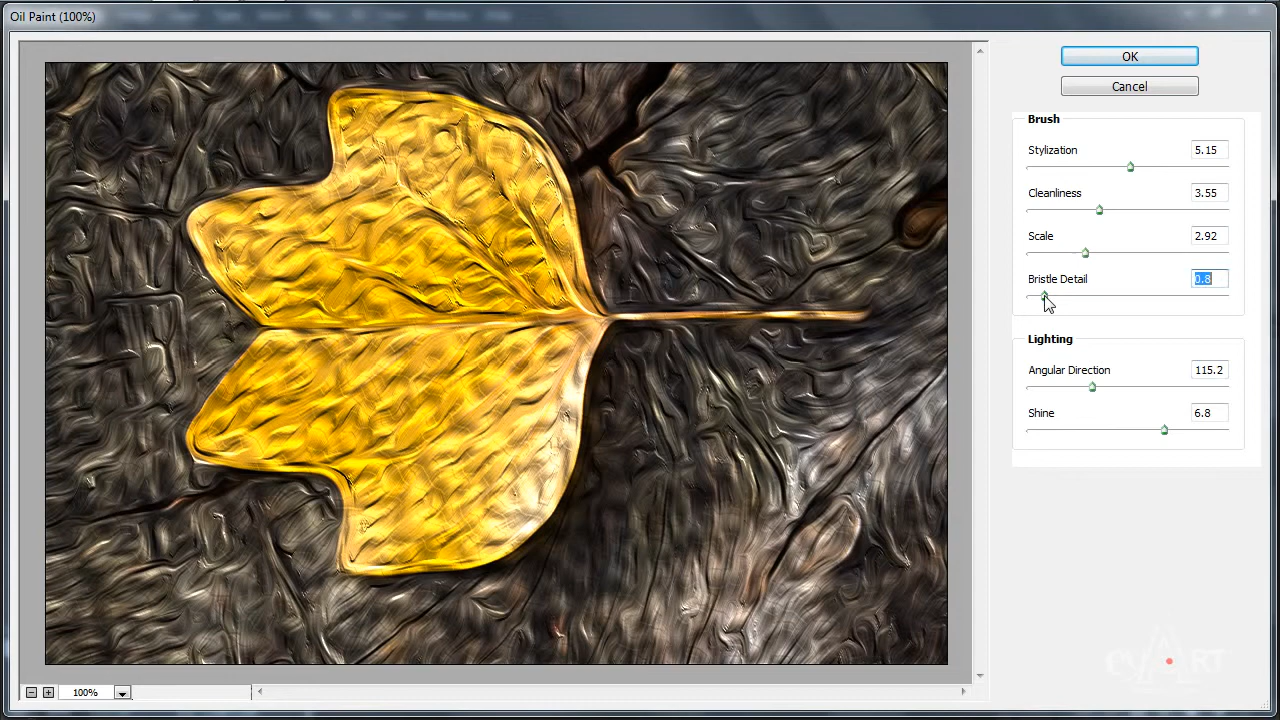 Oil Paint (100%)
OK
Cancel
Brush
Stylization 5.15
Cleanliness 3.55
Scale 2.92
Bristle Detail 0.8
Lighting
Angular Direction 115.2
Shine 6.8
100%